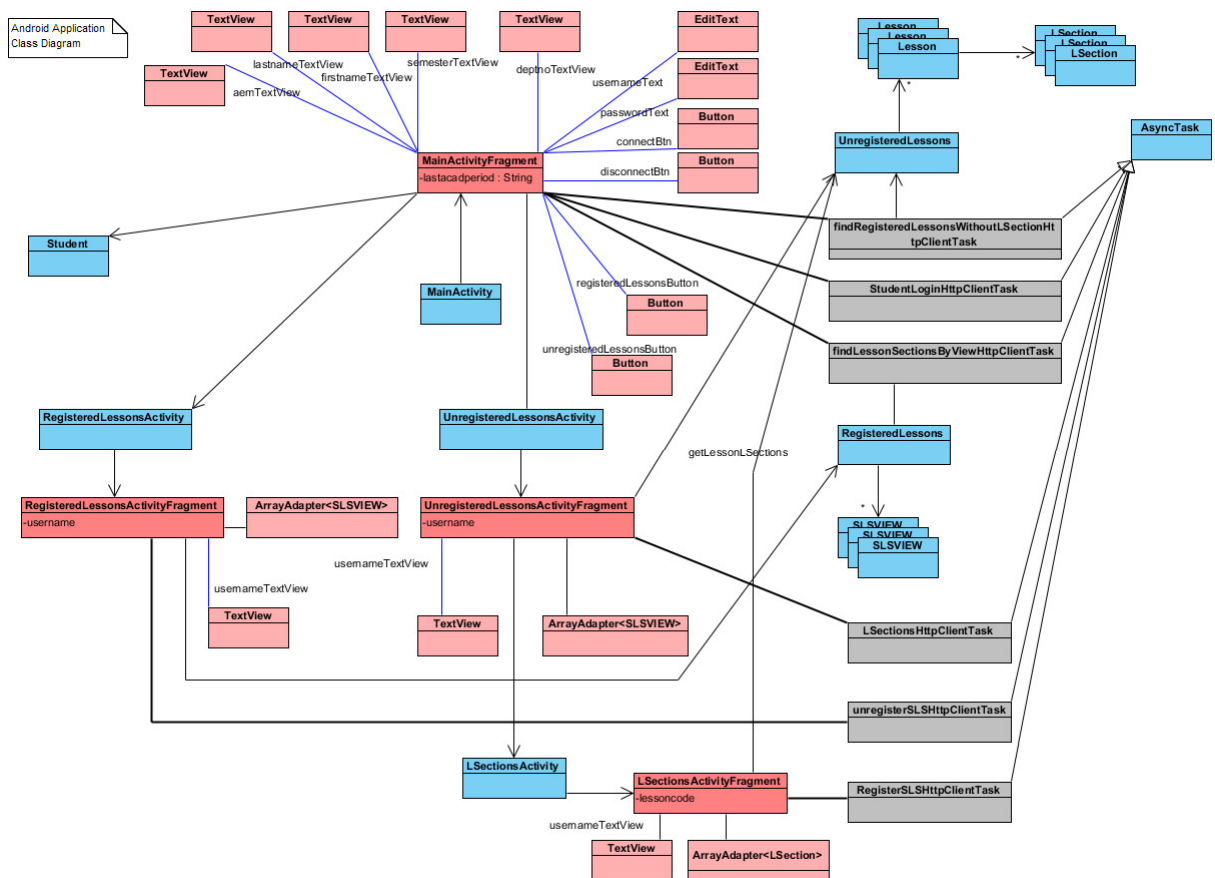 Android Application
Class Diagram
TextView
TextView
TextView
TextView
EditText
Lesson
Lesson
Lesson
LSection
LSection
LSection
*
*
lastnameTextView
firstnameTextView
semesterTextView
deptnoTextView
TextView
aemTextView
EditText
usernameText
passwordText
Button
connectBtn
Button
disconnectBtn
UnregisteredLessons
AsyncTask
MainActivityFragment
-lastacadperiod : String
Student
MainActivity
findRegisteredLessonsWithoutLSectionHt
tpClientTask
StudentLoginHttpClientTask
findLessonSectionsByViewHttpClientTask
registeredLessonsButton
Button
unregisteredLessonsButton
Button
RegisteredLessonsActivity
UnregisteredLessonsActivity
RegisteredLessons
getLessonLSections
RegisteredLessonsActivityFragment
-username
ArrayAdapter<SLSVIEW>
UnregisteredLessonsActivityFragment
-username
*
SLSVIEW
SLSVIEW
SLSVIEW
usernameTextView
TextView
usernameTextView
TextView
ArrayAdapter<SLSVIEW>
LSectionsHttpClientTask
unregisterSLSHttpClientTask
LSectionsActivity
LSectionsActivityFragment
-lessoncode
RegisterSLSHttpClientTask
usernameTextView
TextView
ArrayAdapter<LSection>